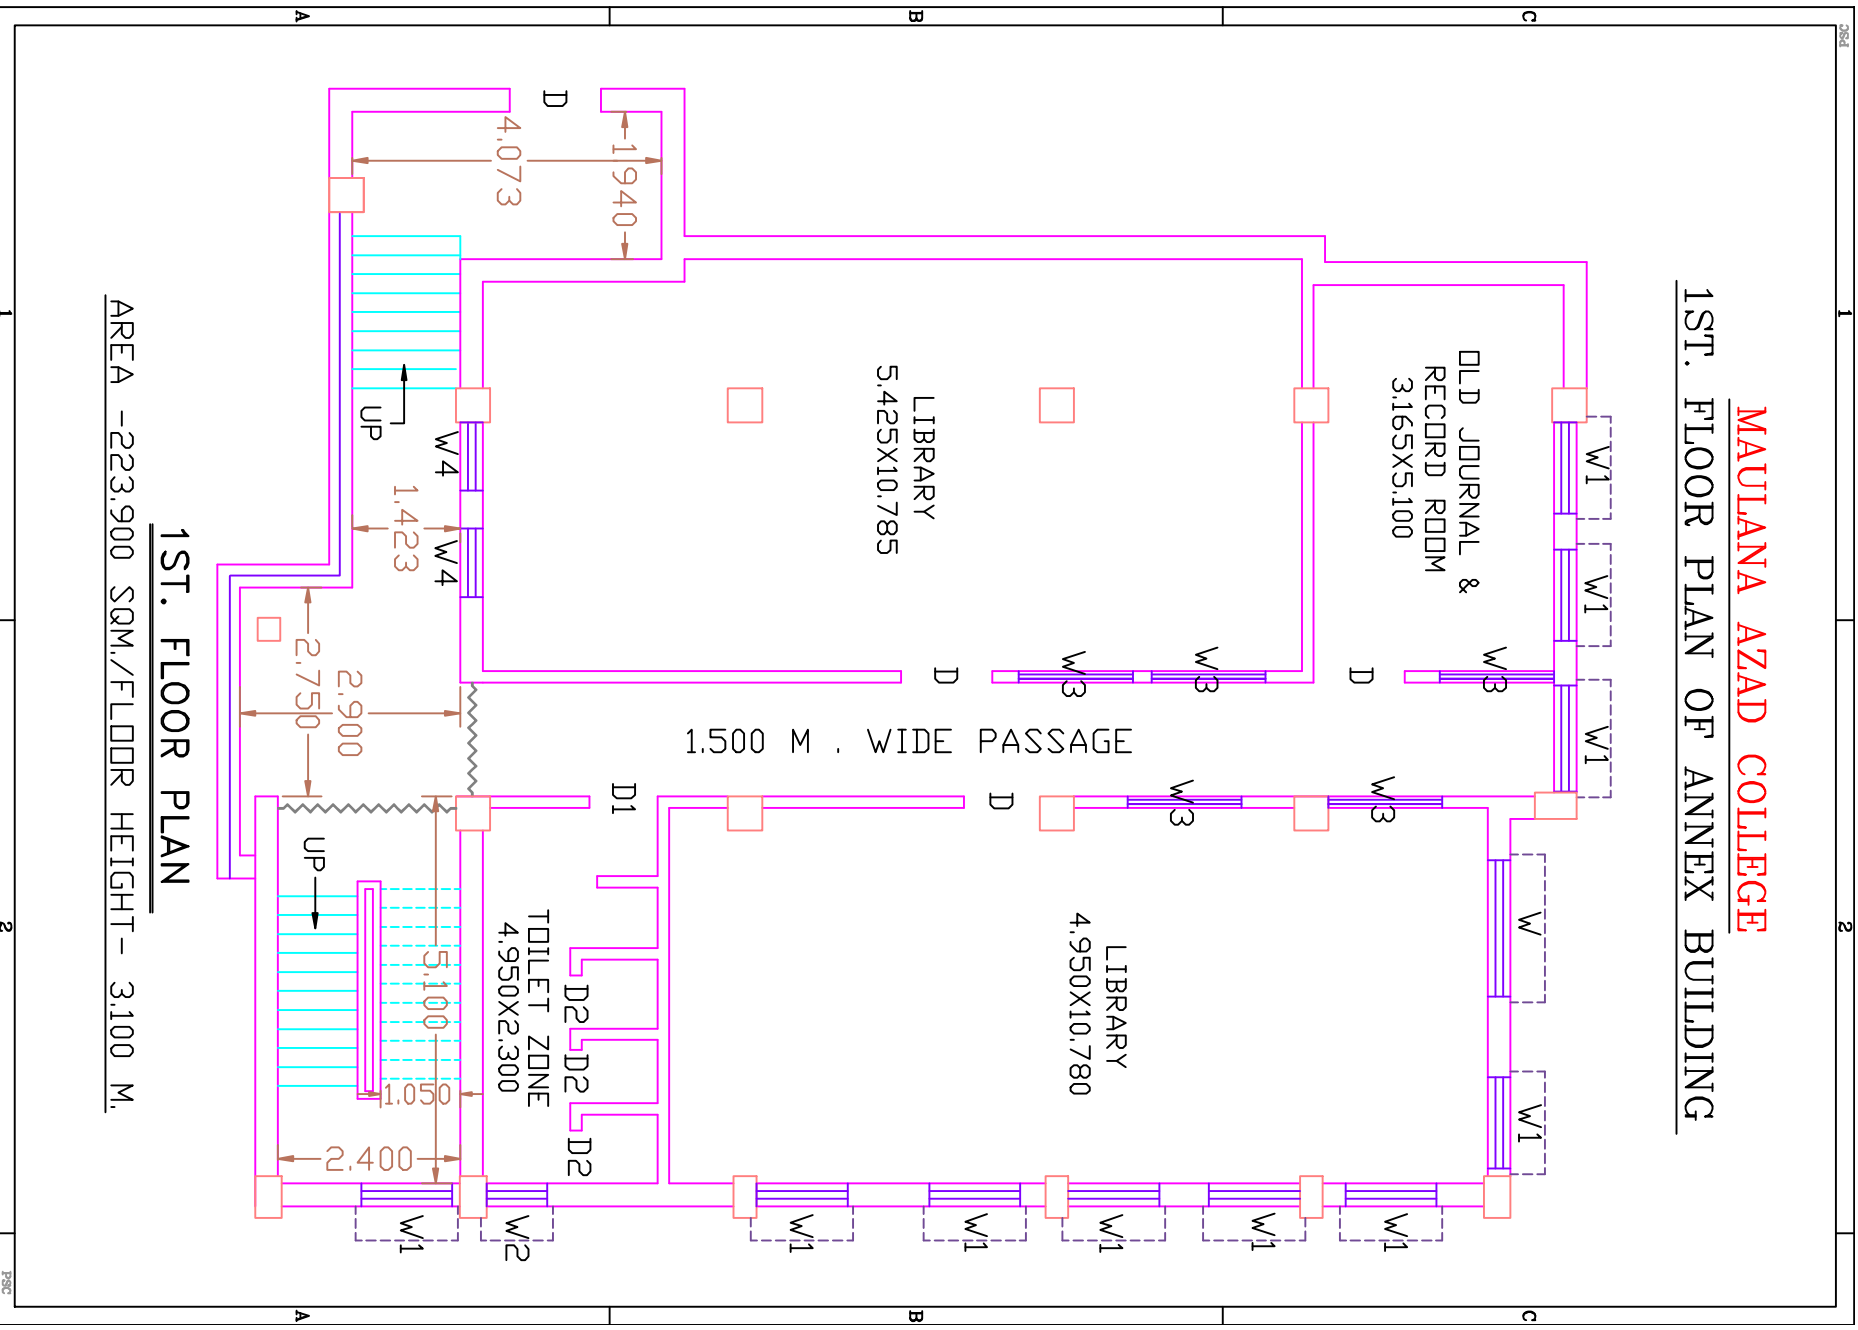 MAULANA AZAD COLLEGE
1ST. FLOOR PLAN OF ANNEX BUILDING
W1
W1
W1
W
W1
OLD JOURNAL &
RECORD ROOM
3.165X5.100
W3
D
W3
W3
D
W3
W3
D
LIBRARY
5.425X10.785
LIBRARY
4.950X10.780
1.500 M . WIDE PASSAGE
W1
W1
W1
W1
W1
D
1.940
4.073
D1
TOILET ZONE
4.950X2.300
D2
D2
D2
W4
W4
UP
1.423
2.900
2.750
UP
5.100
1.050
2.400
W2
W1
1ST. FLOOR PLAN
AREA -223.900 SQM./FLOOR HEIGHT- 3.100 M.
A
B
C
A
B
C
1
2
1
2
PSC
PSC